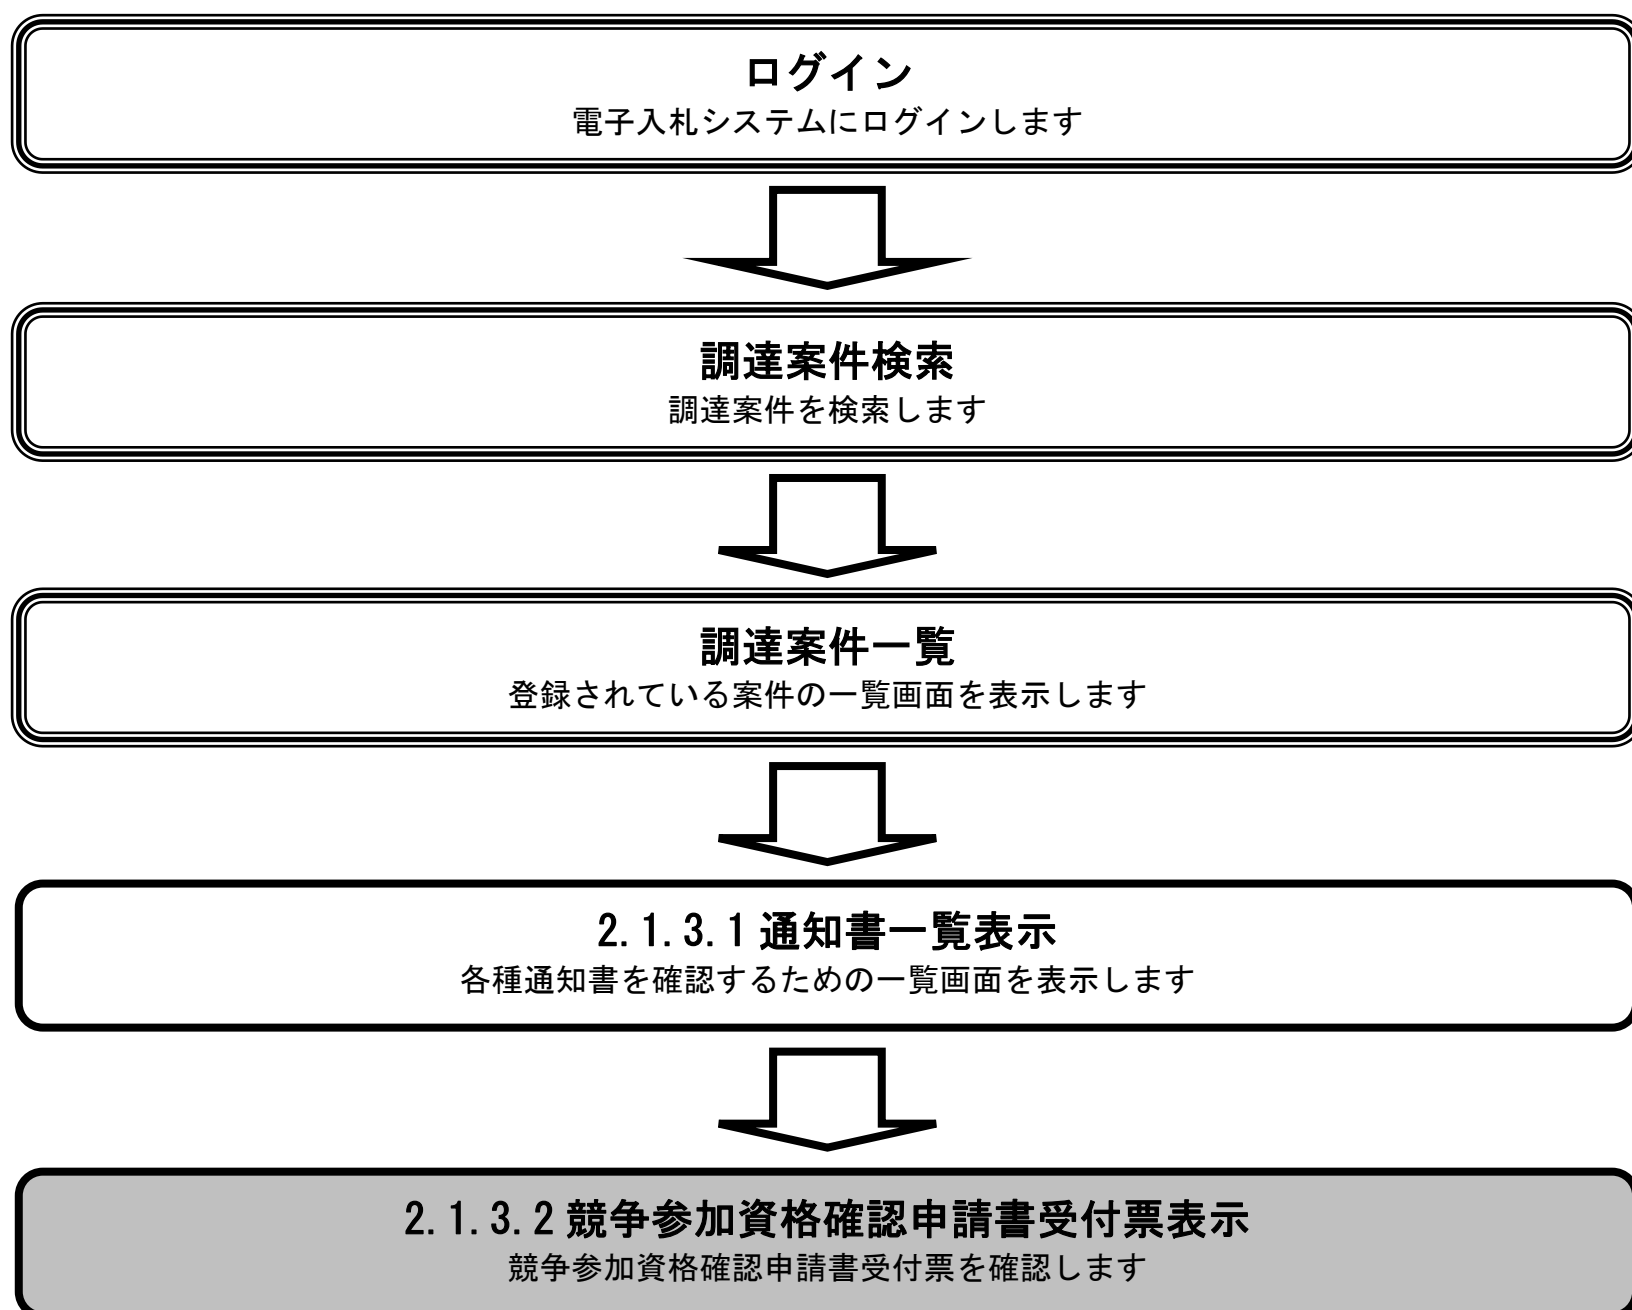 ログイン
電子入札システムにログインします
調達案件検索
調達案件を検索します
調達案件一覧
登録されている案件の一覧画面を表示します
2.1.3.1 通知書一覧表示
各種通知書を確認するための一覧画面を表示します
2.1.3.2 競争参加資格確認申請書受付票表示
競争参加資格確認申請書受付票を確認します